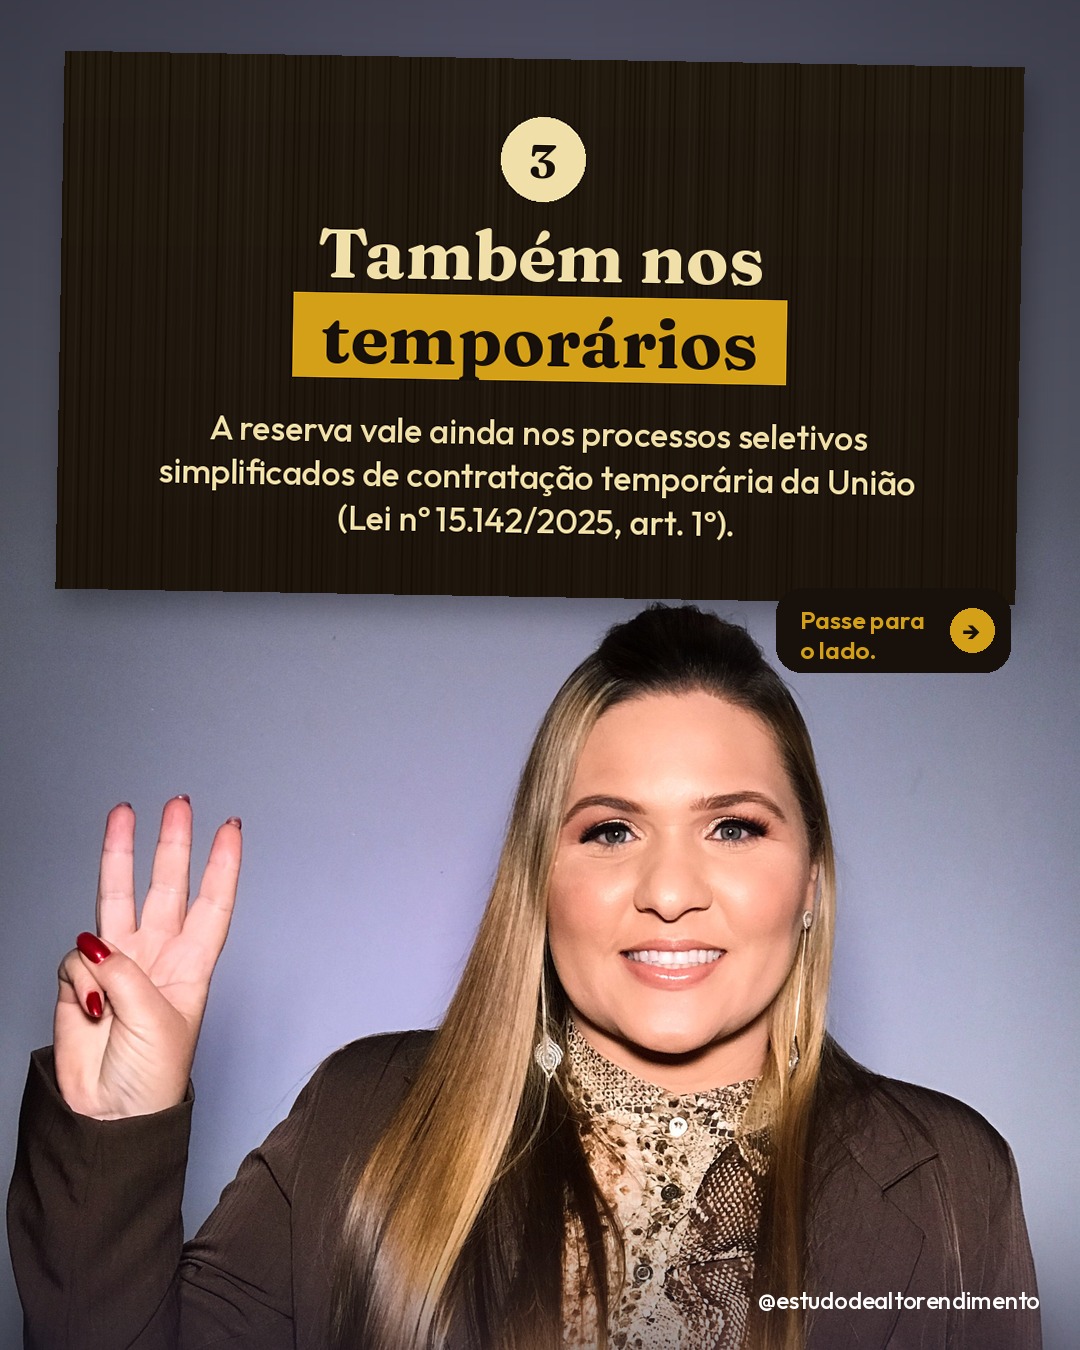 3
Também nos
temporários
A reserva vale ainda nos processos seletivos
simplificados de contratação temporária da União
(Lei nº 15.142/2025, art. 1º).
Passe para
o lado.
@estudodealtorendimento